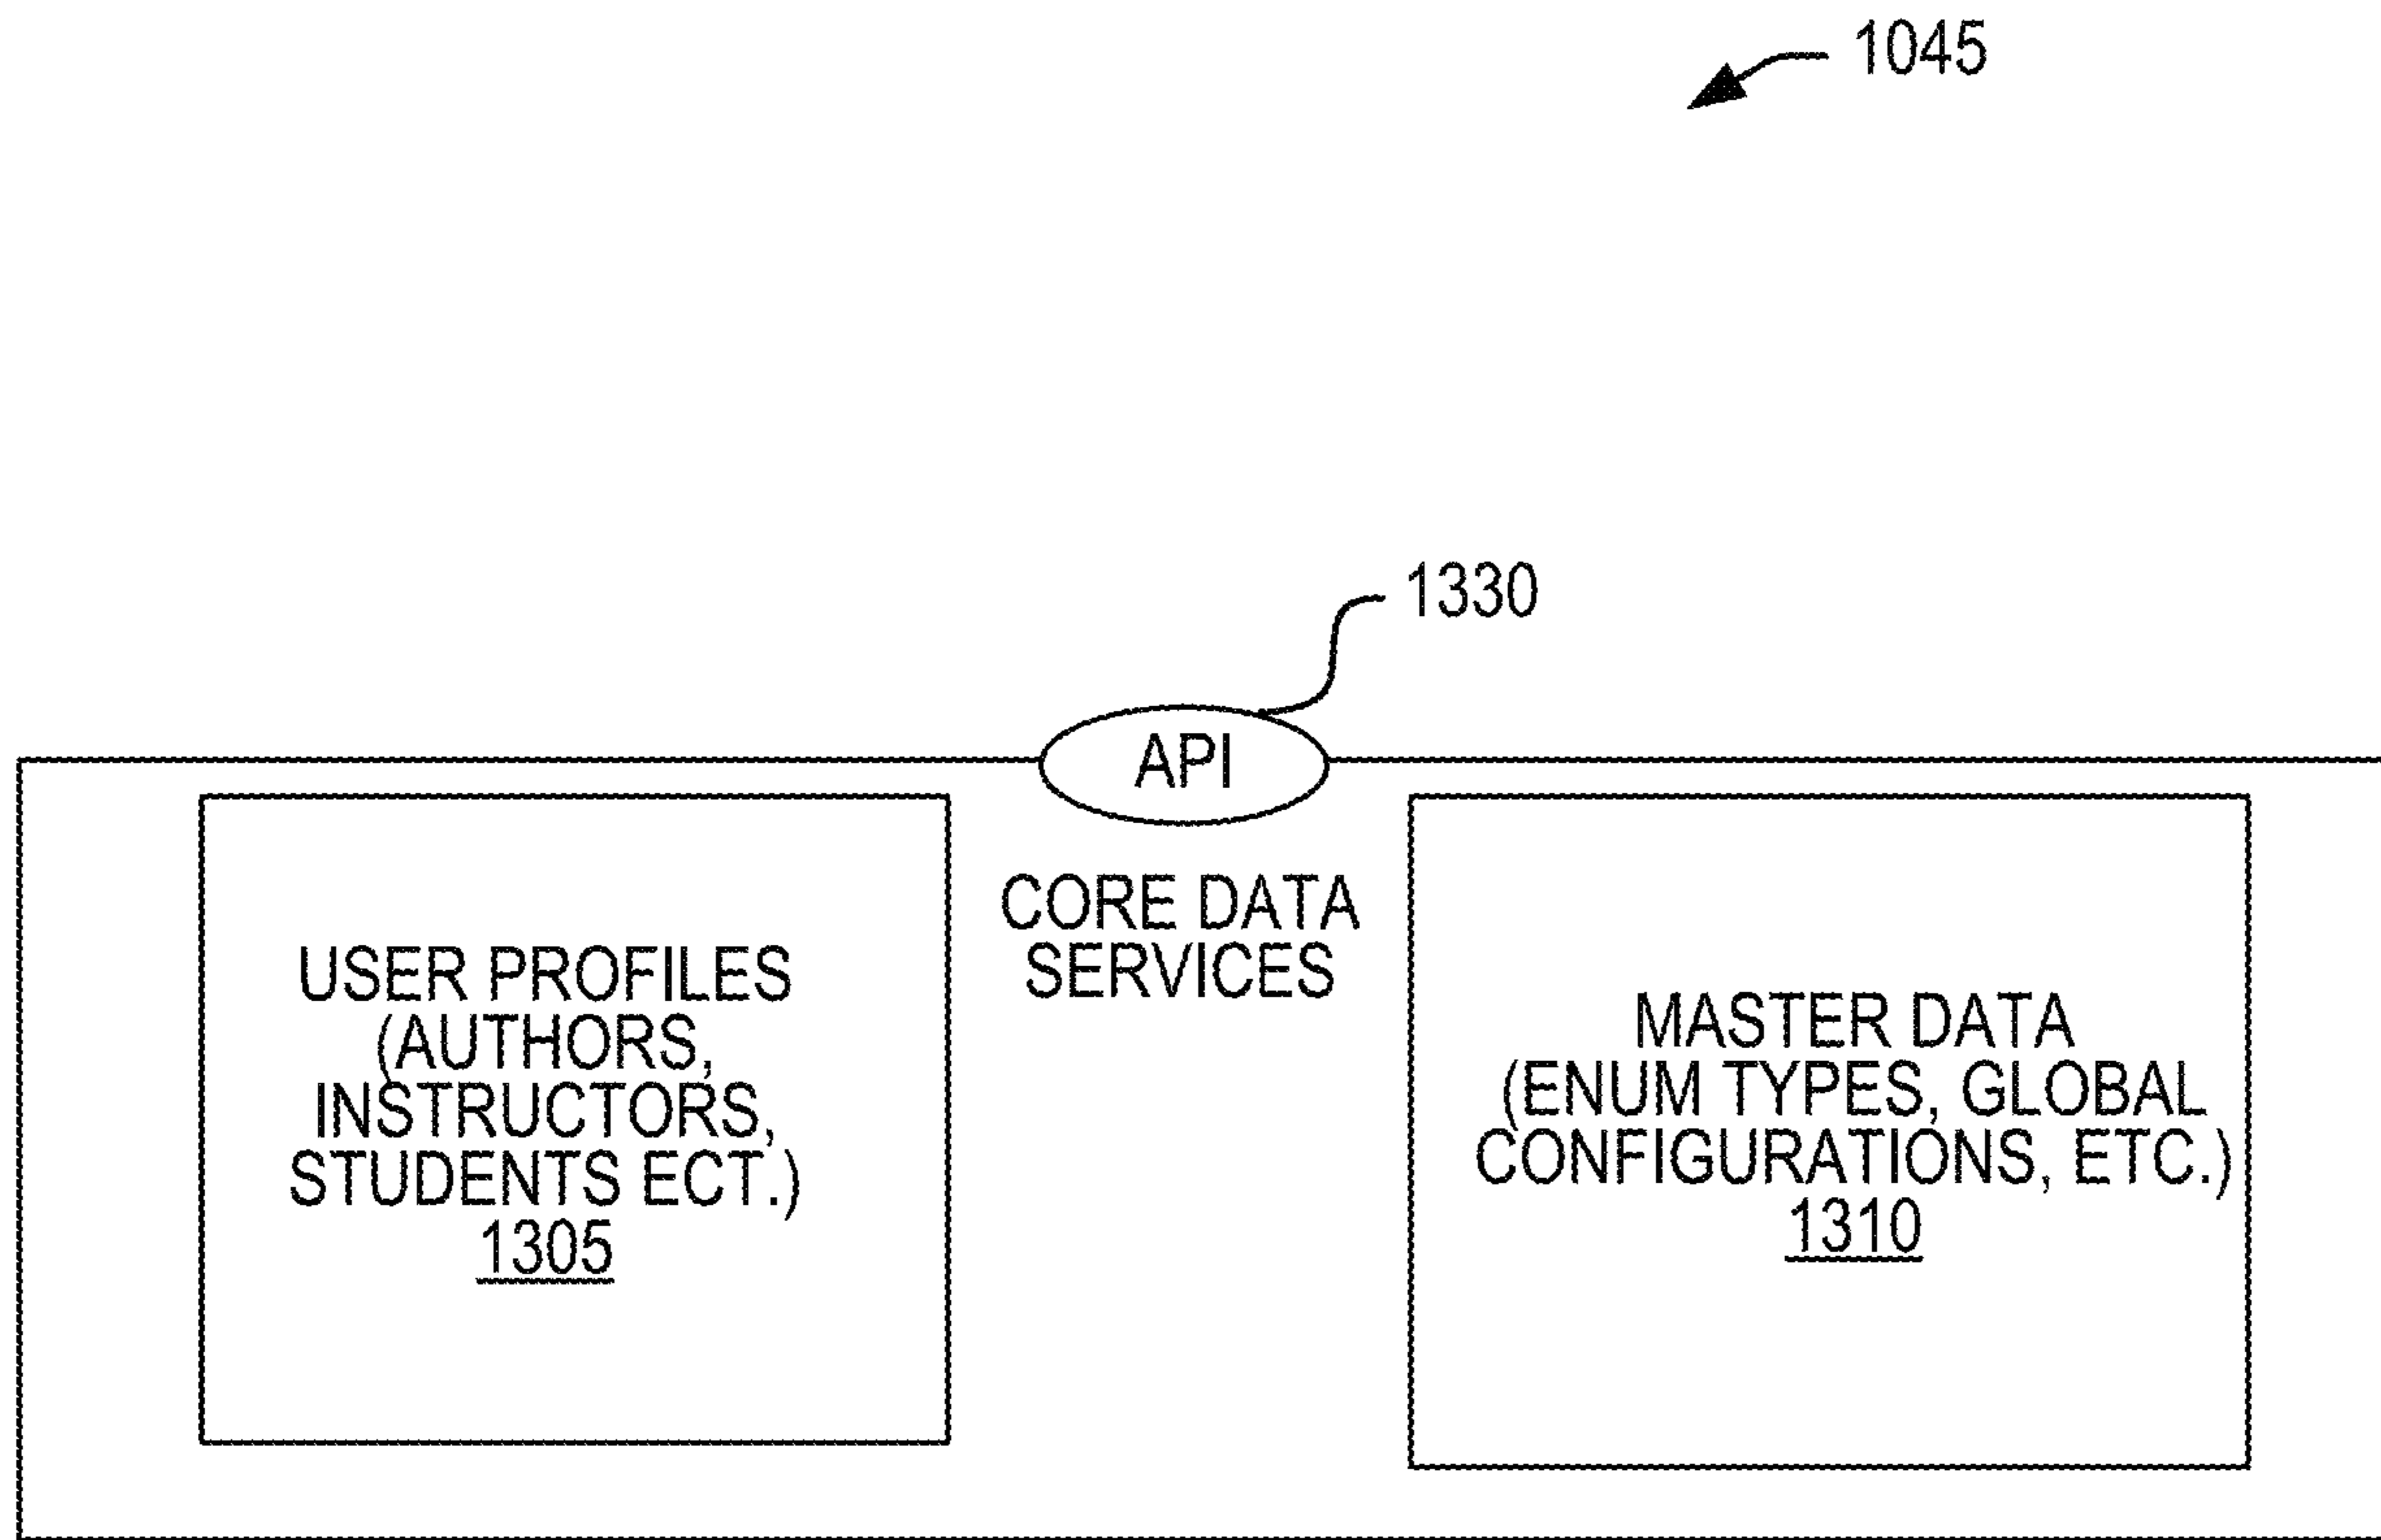 1045
1330
API
CORE DATA
SERVICES
USER PROFILES
(AUTHORS,
INSTRUCTORS,
STUDENTS ECT.)
1305
MASTER DATA
(ENUM TYPES, GLOBAL
CONFIGURATIONS, ETC.)
1310